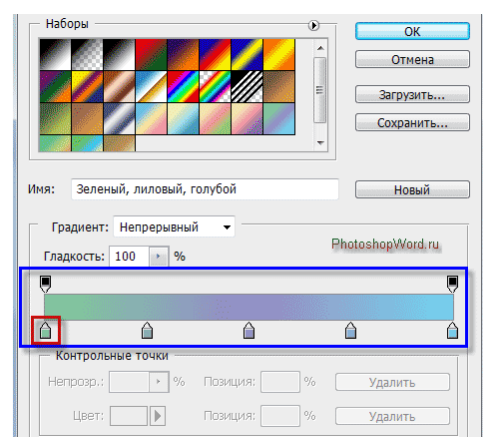 Наборы
OK
Отмена
Загрузить...
Сохранить...
Имя: Зеленый, лиловый, голубой
Новый
Градиент: Непрерывный
PhotoshopWord.ru
Гладкость: 100 %
Контрольные точки
Непрозр.: % Позиция: % Удалить
Цвет: Позиция: % Удалить